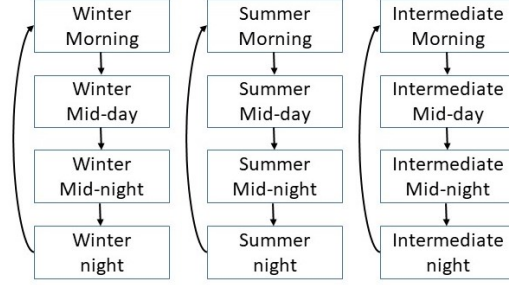 Winter
Morning
Winter
Mid-day
Winter
Mid-night
Winter
night
Summer
Morning
Summer
Mid-day
Summer
Mid-night
Summer
night
Intermediate
Morning
Intermediate
Mid-day
Intermediate
Mid-night
Intermediate
night